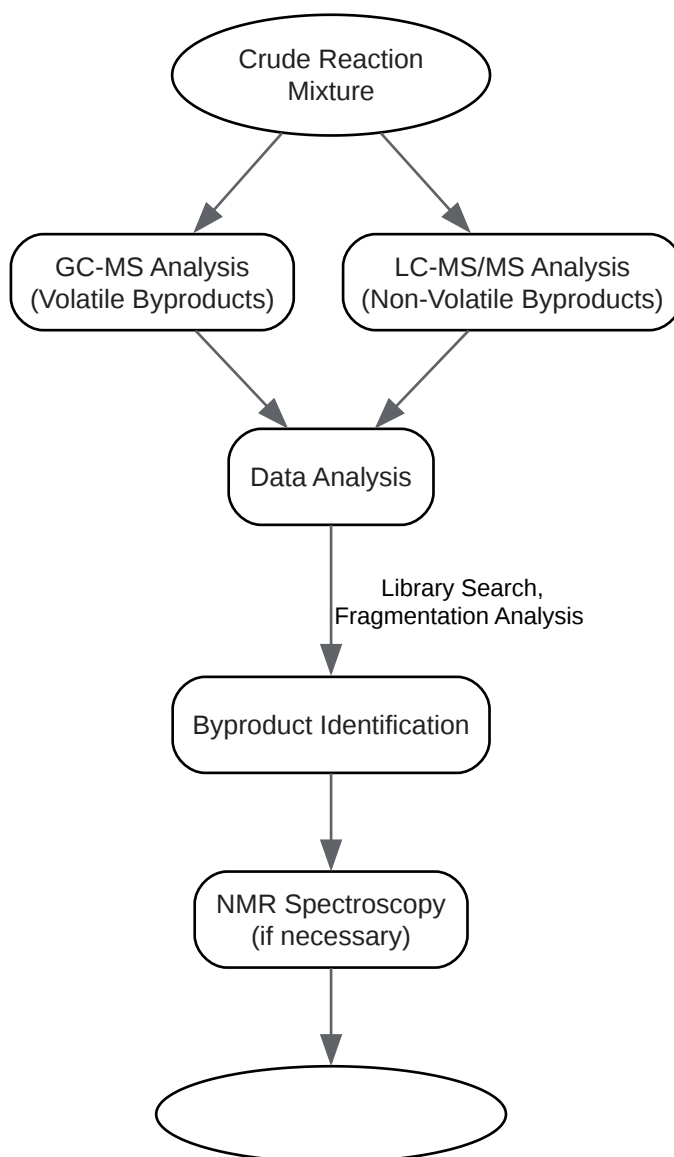 Crude Reaction
Mixture
GC-MS Analysis
(Volatile Byproducts)
LC-MS/MS Analysis
(Non-Volatile Byproducts)
Data Analysis
Library Search,
Fragmentation Analysis
Byproduct Identification
NMR Spectroscopy
(if necessary)